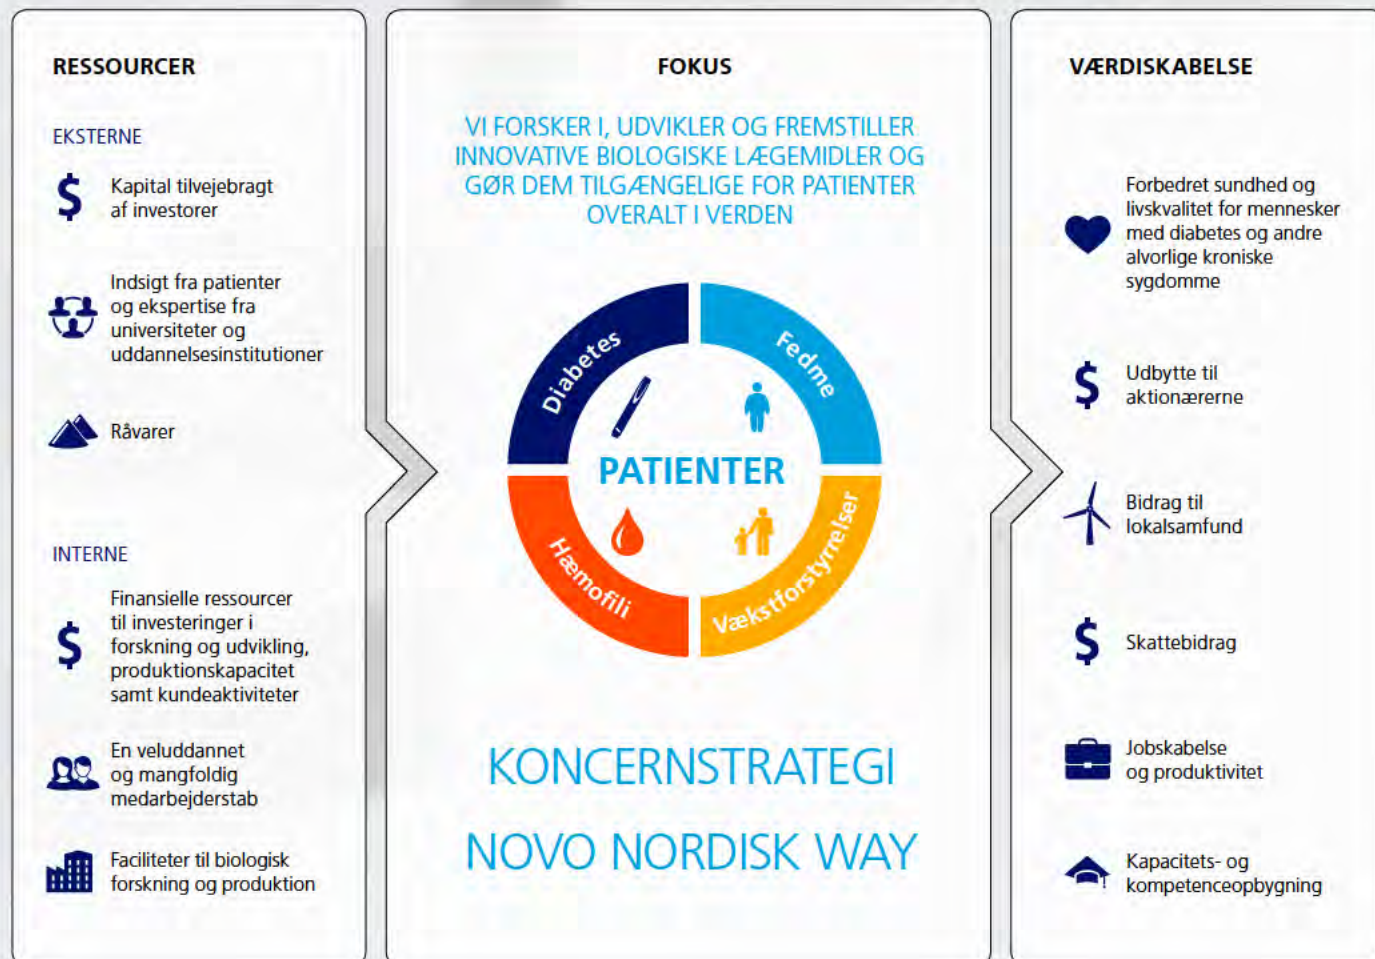 RESSOURCER
EKSTERNE
Kapital tilvejebragt
af investorer
Indsigt fra patienter
og ekspertise fra
universiteter og
uddannelsesinstitutioner
Råvarer
INTERNE
Finansielle ressourcer
til investeringer i
forskning og udvikling,
produktionskapacitet
samt kundeaktiviteter
En veluddannet
og mangfoldig
medarbejderstab
Faciliteter til biologisk
forskning og produktion
FOKUS
VI FORSKER I, UDVIKLER OG FREMSTILLER
INNOVATIVE BIOLOGISKE LÆGEMIDLER OG
GØR DEM TILGÆNGELIGE FOR PATIENTER
OVERALT I VERDEN
Diabetes
Fedme
PATIENTER
Hæmofili
Vækstforstyrrelser
KONCERNSTRATEGI
NOVO NORDISK WAY
VÆRDISKABELSE
Forbedret sundhed og
livskvalitet for mennesker
med diabetes og andre
alvorlige kroniske
sygdomme
Udbytte til
aktionærerne
Bidrag til
lokalsamfund
Skattebidrag
Jobskabelse
og produktivitet
Kapacitets- og
kompetenceopbygning